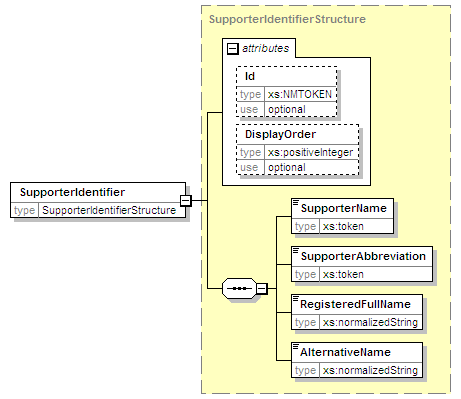 SupporterIdentifierStructure
attributes
Id
type xs:NMTOKEN
use optional
DisplayOrder
type xs:positiveInteger
use optional
SupporterIdentifier
type SupporterIdentifierStructure
SupporterName
type xs:token
SupporterAbbreviation
type xs:token
RegisteredFullName
type xs:normalizedString
AlternativeName
type xs:normalizedString